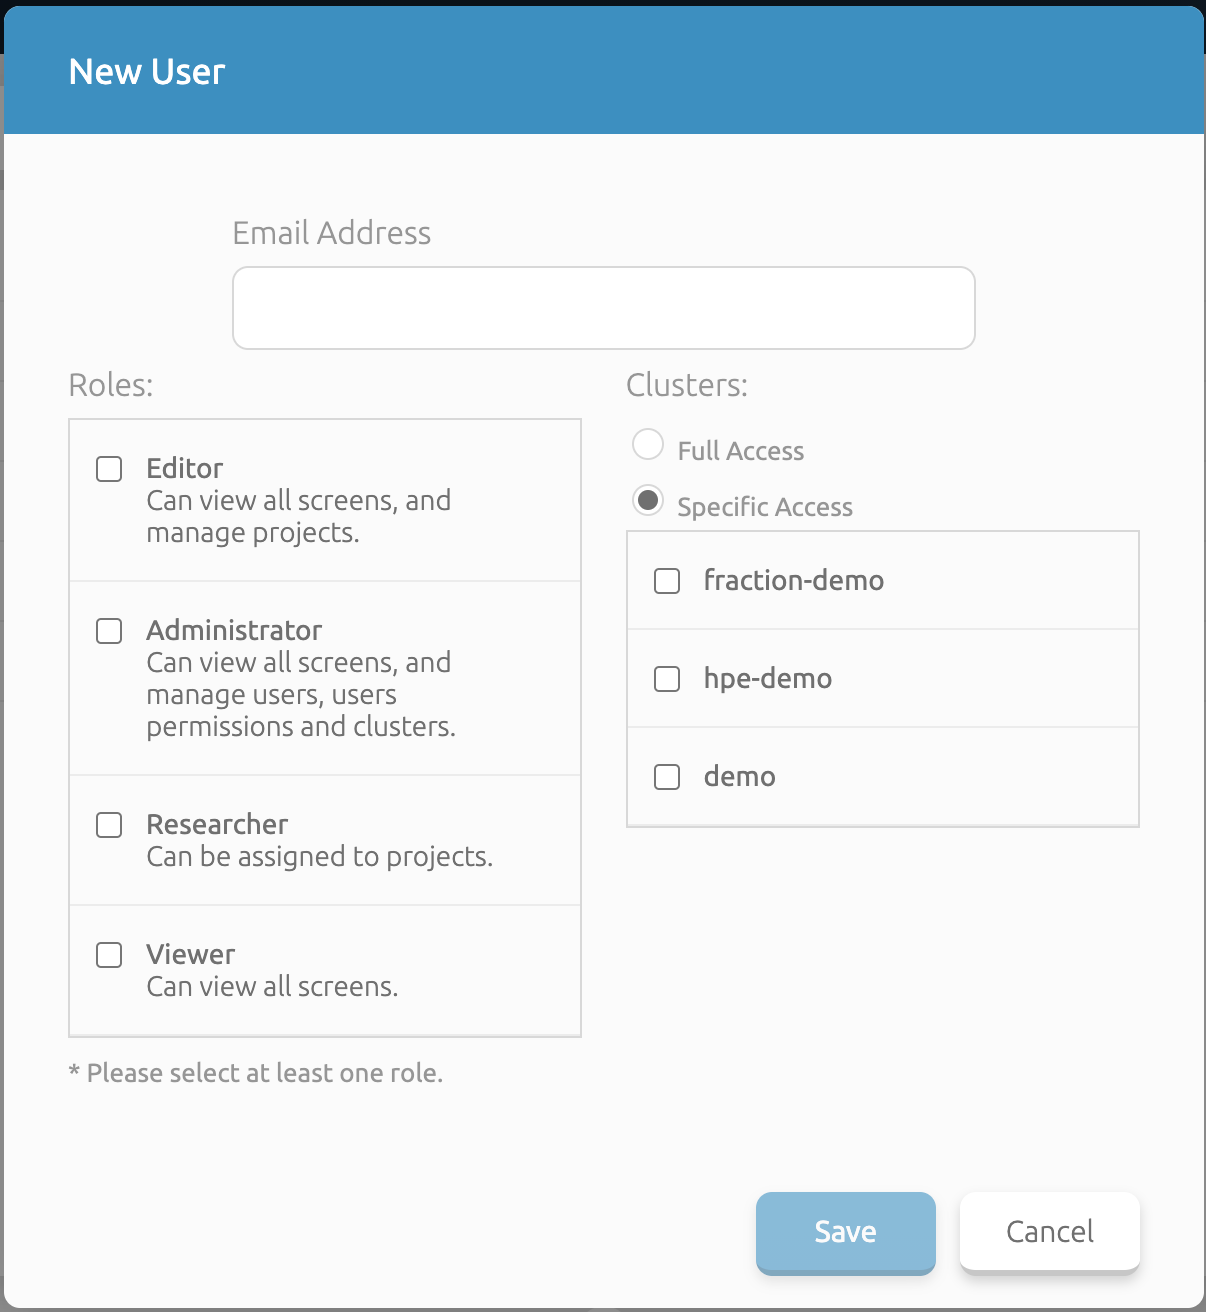 New User
Email Address
Roles:
Editor
Can view all screens, and
manage projects.
Administrator
Can view all screens, and
manage users, users
permissions and clusters.
Researcher
Can be assigned to projects.
Viewer
Can view all screens.
* Please select at least one role.
Clusters:
Full Access
Specific Access
fraction-demo
hpe-demo
demo
Save
Cancel